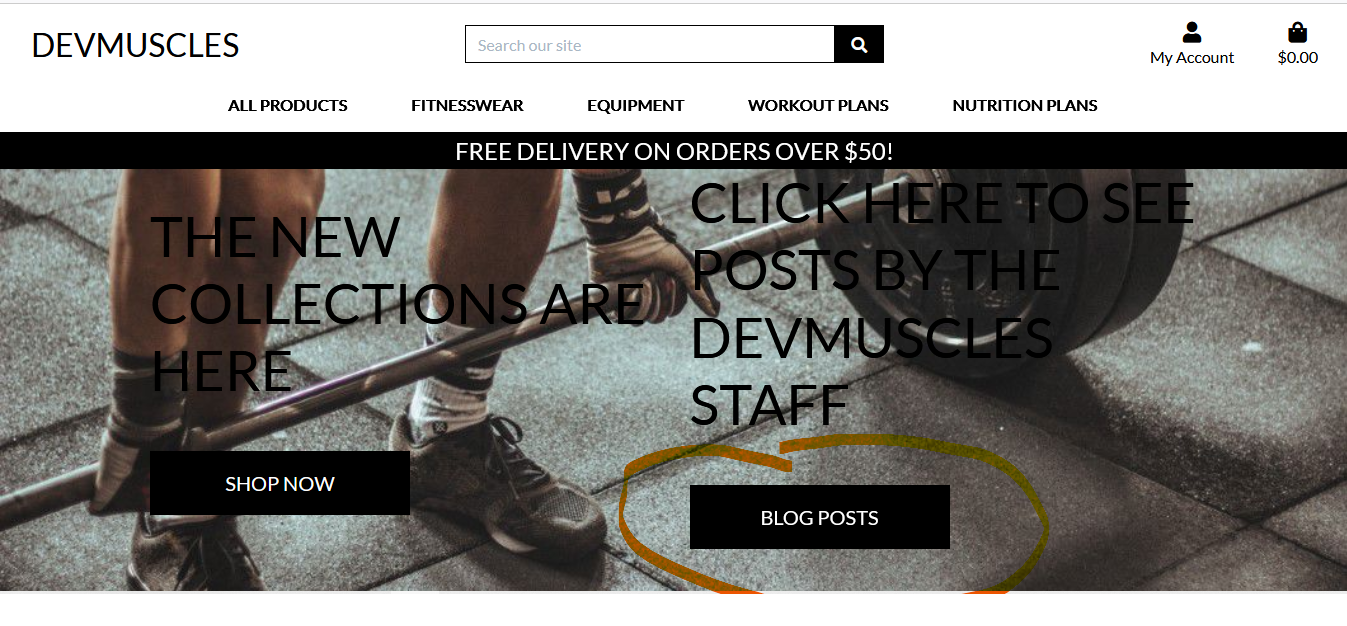 DEVMUSCLES
Search our site
My Account
$0.00
ALL PRODUCTS
FITNESSWEAR
EQUIPMENT
WORKOUT PLANS
NUTRITION PLANS
FREE DELIVERY ON ORDERS OVER $50!
THE NEW
COLLECTIONS ARE
HERE
SHOP NOW
CLICK HERE TO SEE
POSTS BY THE
DEVMUSCLES
STAFF
BLOG POSTS